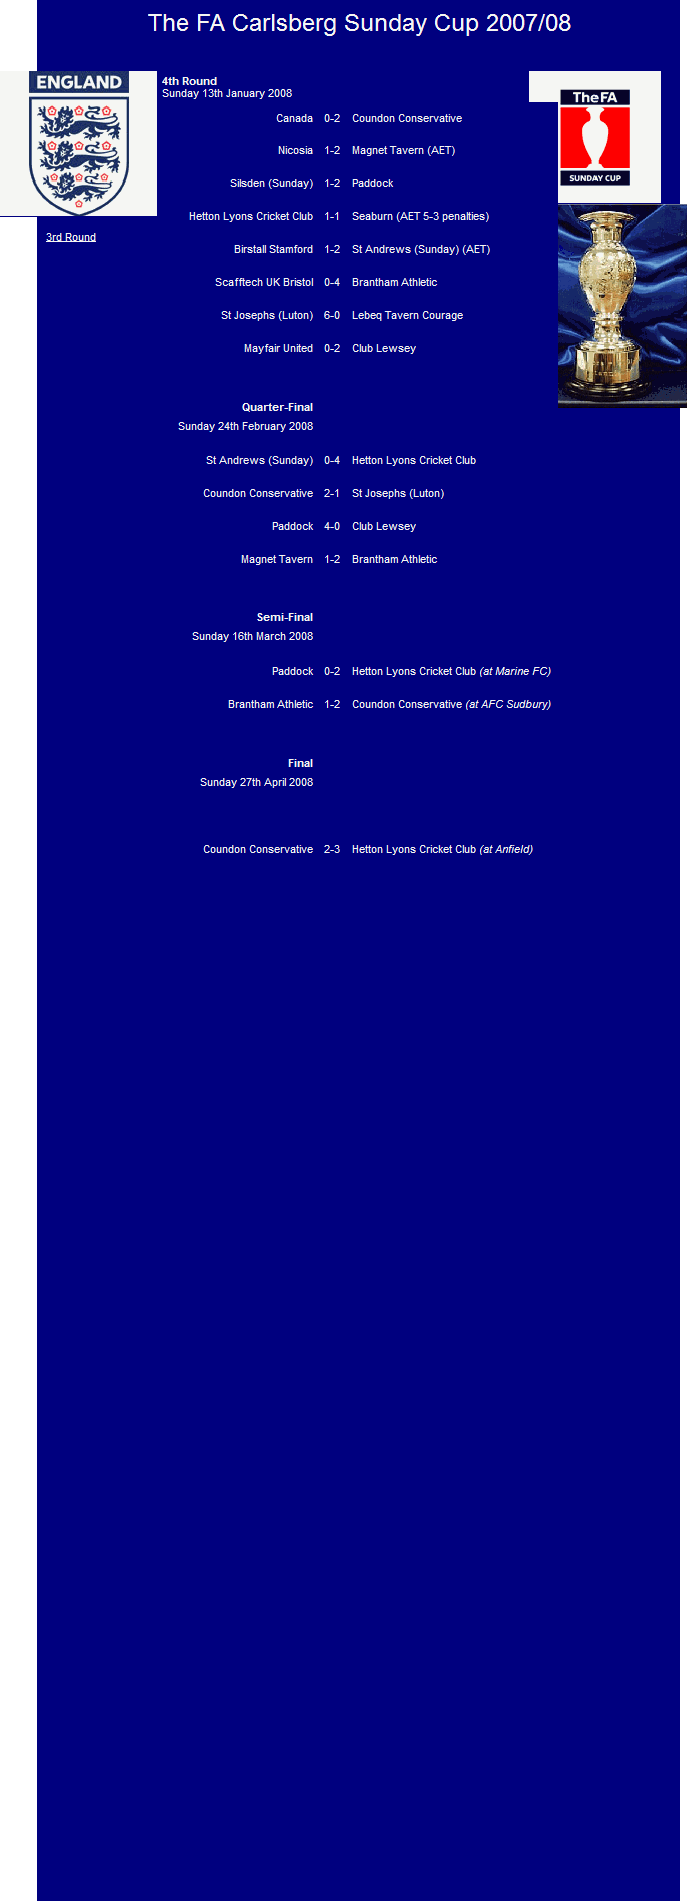 The FA Carlsberg Sunday Cup 2007/08
ENGLAND
4th Round
Sunday 13th January 2008
TheFA
SUNDAY CUP
Canada 0-2 Coundon Conservative
Nicosia 1-2 Magnet Tavern (AET)
Silsden (Sunday) 1-2 Paddock
Hetton Lyons Cricket Club 1-1 Seaburn (AET 5-3 penalties)
3rd Round
Birstall Stamford 1-2 St Andrews (Sunday) (AET)
Scafftech UK Bristol 0-4 Brantham Athletic
St Josephs (Luton) 6-0 Lebeq Tavern Courage
Mayfair United 0-2 Club Lewsey
Quarter-Final
Sunday 24th February 2008
St Andrews (Sunday) 0-4 Hetton Lyons Cricket Club
Coundon Conservative 2-1 St Josephs (Luton)
Paddock 4-0 Club Lewsey
Magnet Tavern 1-2 Brantham Athletic
Semi-Final
Sunday 16th March 2008
Paddock 0-2 Hetton Lyons Cricket Club (at Marine FC)
Brantham Athletic 1-2 Coundon Conservative (at AFC Sudbury)
Final
Sunday 27th April 2008
Coundon Conservative 2-3 Hetton Lyons Cricket Club (at Anfield)